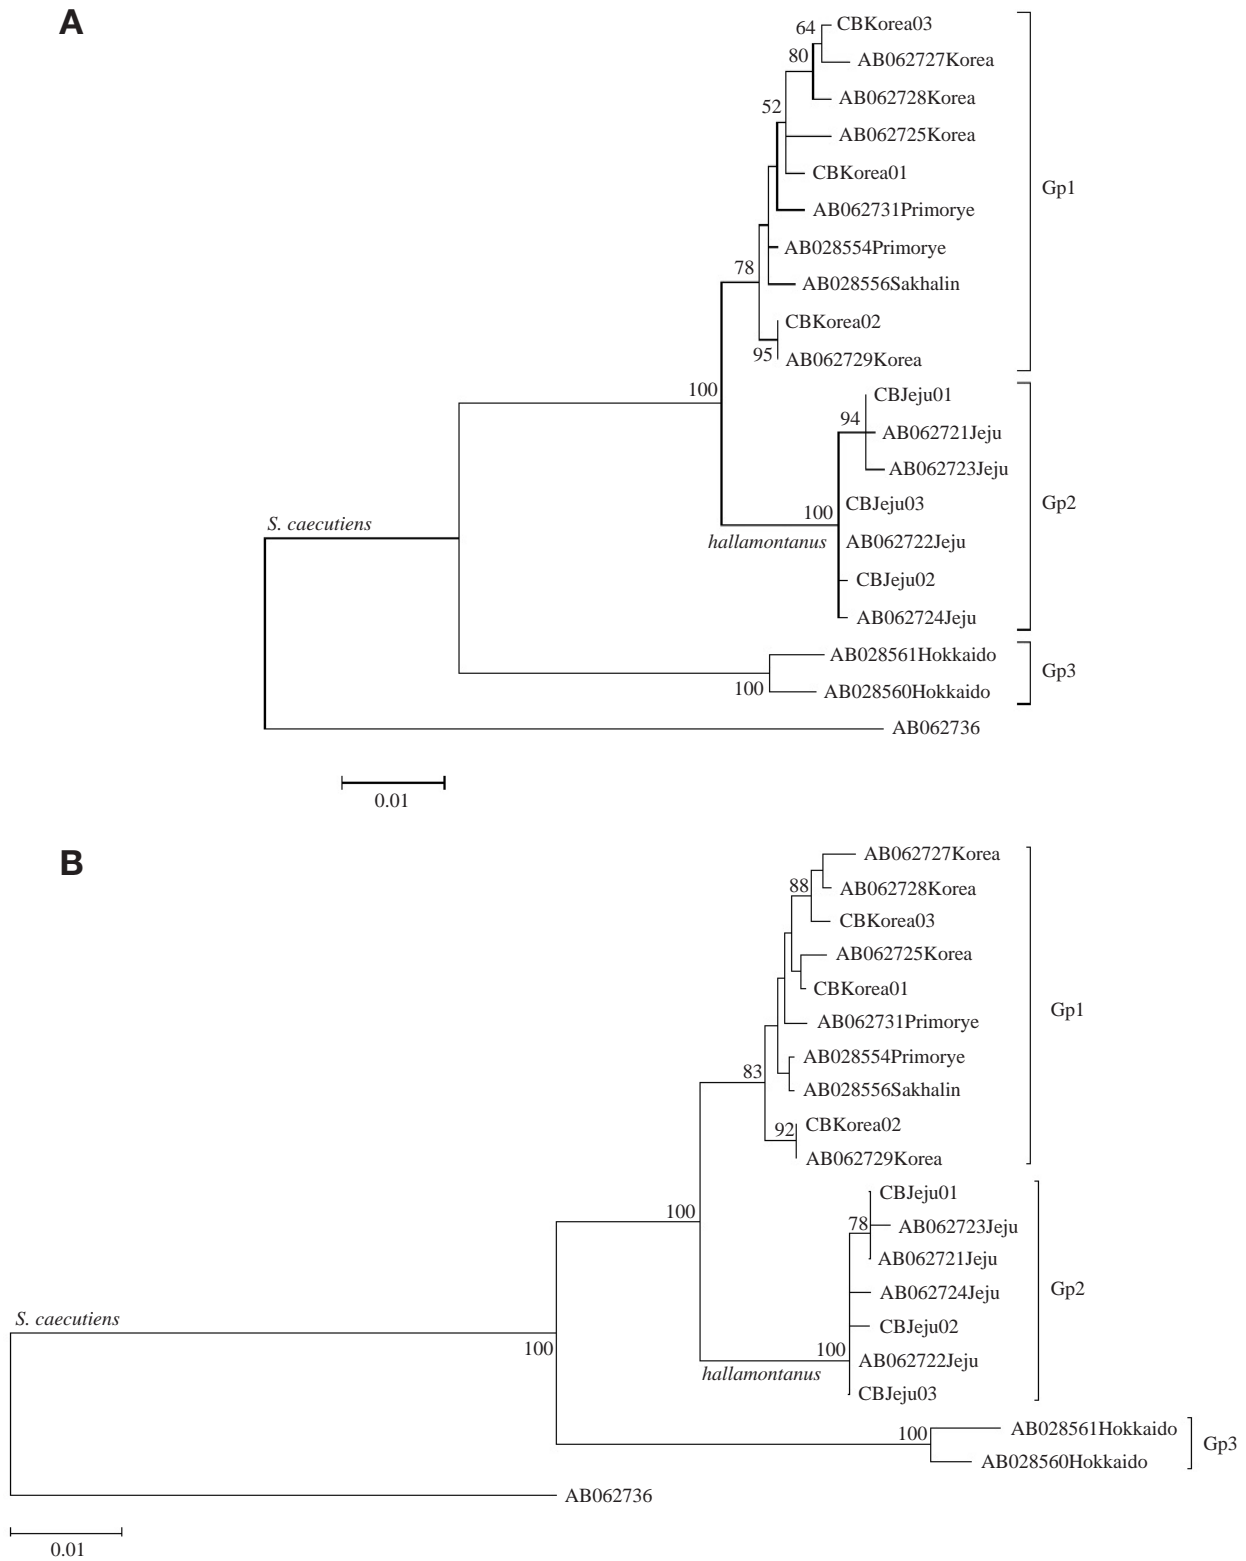 A
64
CBKorea03
80
AB062727Korea
AB062728Korea
52
AB062725Korea
CBKorea01
Gp1
AB062731Primorye
AB028554Primorye
78
AB028556Sakhalin
CBKorea02
95
AB062729Korea
100
CBJeju01
94
AB062721Jeju
AB062723Jeju
CBJeju03
Gp2
100
S. caecutiens
hallamontanus
AB062722Jeju
CBJeju02
AB062724Jeju
AB028561Hokkaido
Gp3
100
AB028560Hokkaido
AB062736
0.01
B
AB062727Korea
88
AB062728Korea
CBKorea03
AB062725Korea
CBKorea01
Gp1
AB062731Primorye
AB028554Primorye
83
AB028556Sakhalin
92
CBKorea02
AB062729Korea
CBJeju01
100
78
AB062723Jeju
AB062721Jeju
Gp2
AB062724Jeju
S. caecutiens
CBJeju02
100
100
AB062722Jeju
hallamontanus
CBJeju03
100
AB028561Hokkaido
Gp3
AB028560Hokkaido
AB062736
0.01